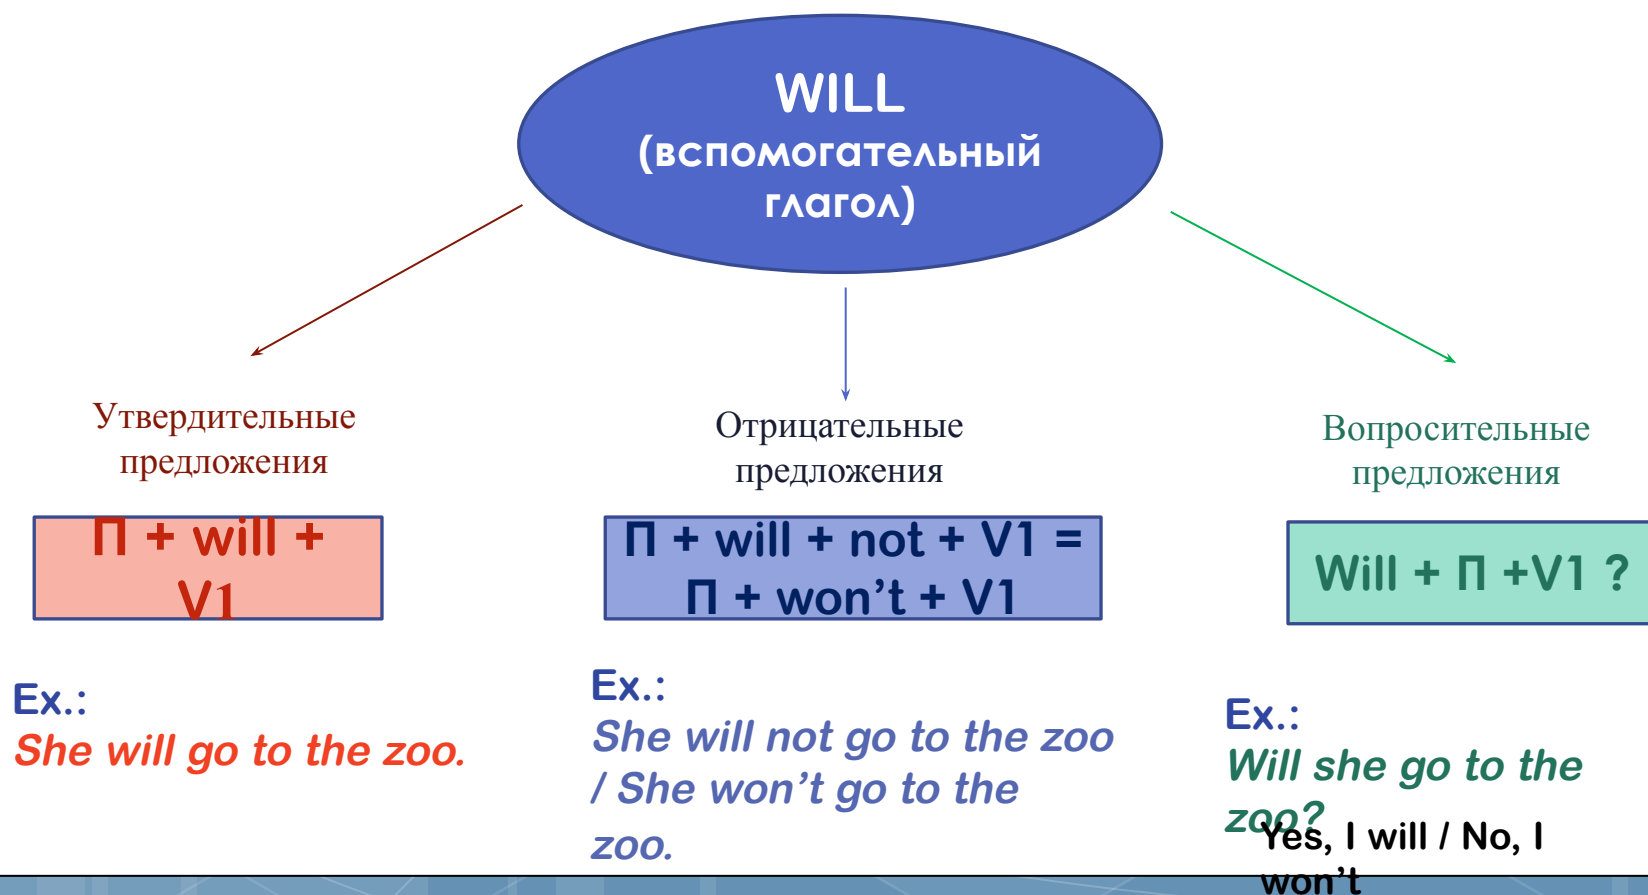 WILL
(вспомогательный
глагол)
Утвердительные
предложения
П + will +
V1
Ex.:
She will go to the zoo.
Отрицательные
предложения
П + will + not + V1 =
П + won’t + V1
Ex.:
She will not go to the zoo
/ She won’t go to the
zoo.
Вопросительные
предложения
Will + П +V1 ?
Ex.:
Will she go to the
zoo?
Yes, I will / No, I
won’t